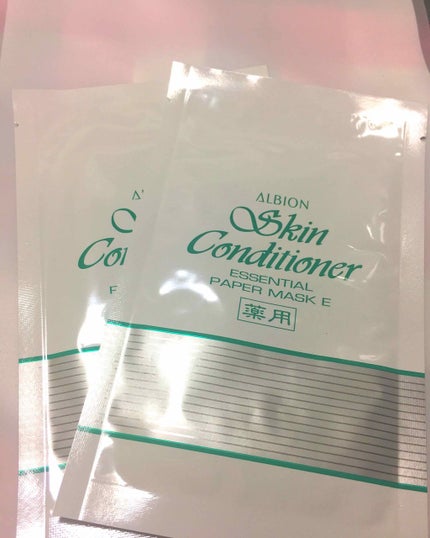 ALBION
Skin
Conditioner
ESSENTIAL
PAPER MASK E
薬用